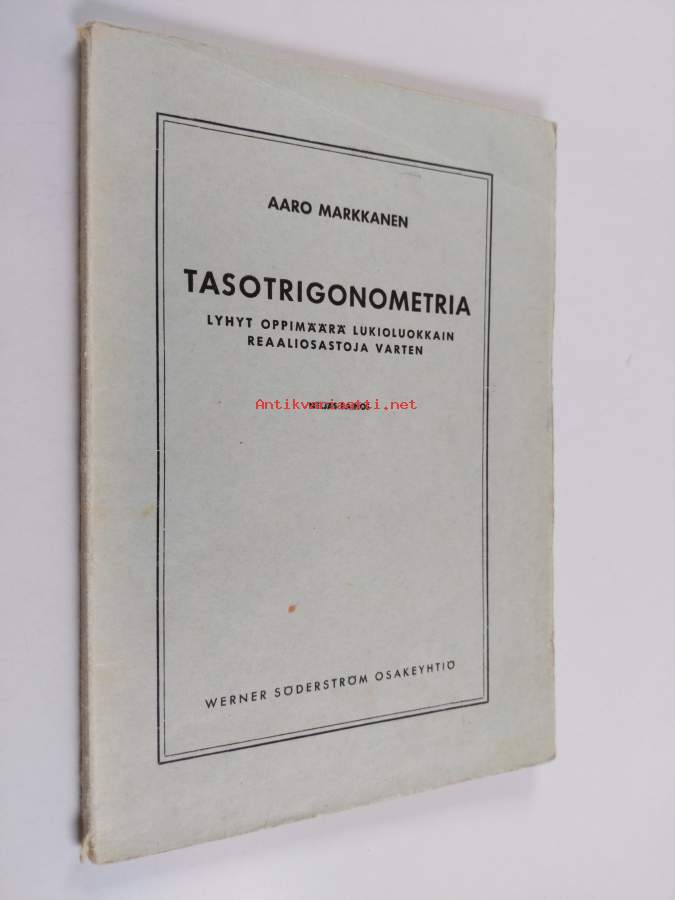 AARO MARKKANEN
TASOTRIGONOMETRIA
LYHYT OPPIMÄÄRÄ LUKIOLUOKKAIN
REAALIOSASTOJA VARTEN
Antikvariaatti.net
WERNER SÖDERSTRÖM OSAKEYHTIÖ